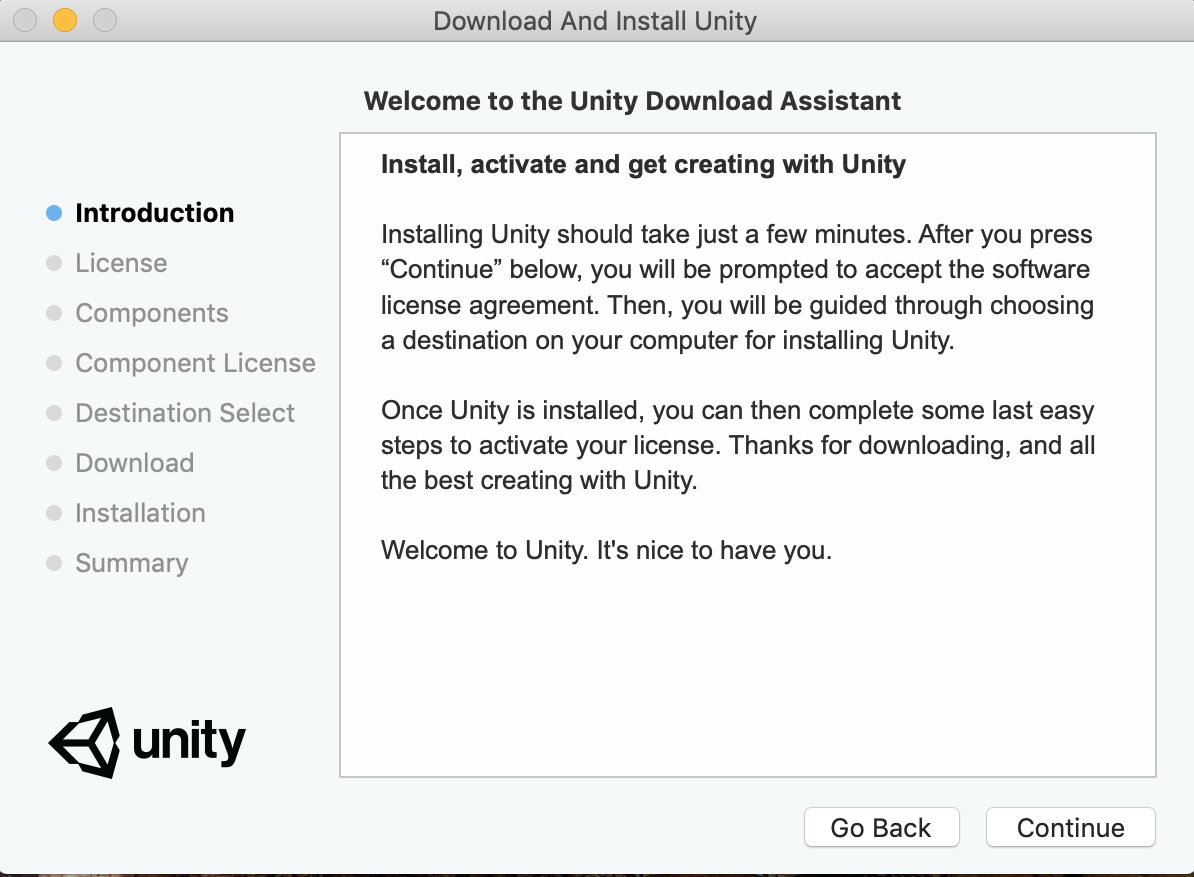 Download And Install Unity
Welcome to the Unity Download Assistant
Introduction
License
Components
Component License
Destination Select
Download
Installation
Summary
Install, activate and get creating with Unity
Installing Unity should take just a few minutes. After you press
“Continue” below, you will be prompted to accept the software
license agreement. Then, you will be guided through choosing
a destination on your computer for installing Unity.
Once Unity is installed, you can then complete some last easy
steps to activate your license. Thanks for downloading, and all
the best creating with Unity.
Welcome to Unity. It's nice to have you.
unity
Go Back
Continue